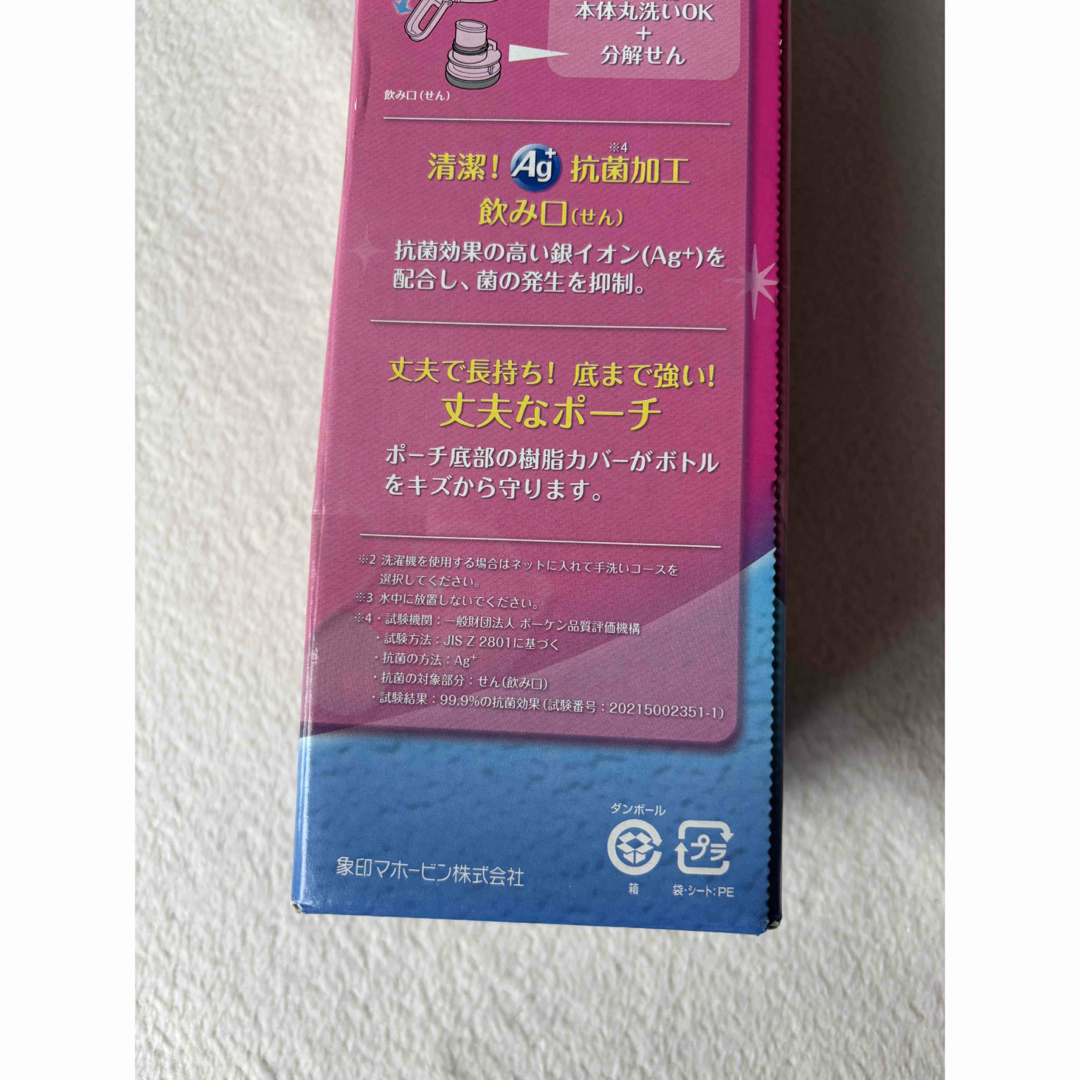 本体丸洗いOK
+
分解せん
飲み口(せん)
清潔! Ag+ 抗菌加工※4
飲み口(せん)
抗菌効果の高い銀イオン(Ag+)を
配合し、菌の発生を抑制。
丈夫で長持ち! 底まで強い!
丈夫なポーチ
ポーチ底部の樹脂カバーがボトル
をキズから守ります。
※2 洗濯機を使用する場合はネットに入れて手洗いコースを
選択してください。
※3 水中に放置しないでください。
※4・試験機関:一般財団法人 ボーケン品質評価機構
・試験方法:JIS Z 2801に基づく
・抗菌の方法:Ag+
・抗菌の対象部分:せん(飲み口)
・試験結果:99.9%の抗菌効果(試験番号:20215002351-1)
ダンボール
プラ
箱
袋・シート:PE
象印マホービン株式会社